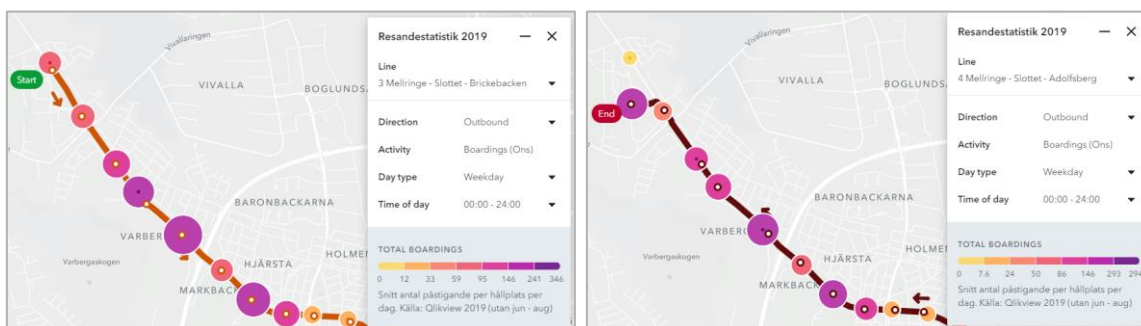 Vivallaringen
Start
VIVALLA
BOGLUNDSA
BARONBACKARNA
VARBERG
Varbergaskogen
HJÄRSTA
HOLMEN
MARKBACK
Resandestatistik 2019
Line
3 Mellringe - Slottet - Brickebacken
Direction Outbound
Activity Boardings (Ons)
Day type Weekday
Time of day 00:00 - 24:00
TOTAL BOARDINGS
0 12 33 59 95 146 241 346
Snitt antal påstigande per hållplats per
dag. Källa: Qlikview 2019 (utan jun - aug)
Vivallaringen
End
VIVALLA
BOGLUNDS
BARONBACKARNA
VARBERG
Varbergaskogen
HJÄRSTA
HOLME
MARKBACK
Resandestatistik 2019
Line
4 Mellringe - Slottet - Adolfsberg
Direction Outbound
Activity Boardings (Ons)
Day type Weekday
Time of day 00:00 - 24:00
TOTAL BOARDINGS
0 7.6 24 50 86 146 293 294
Snitt antal påstigande per hållplats per
dag. Källa: Qlikview 2019 (utan jun - aug)